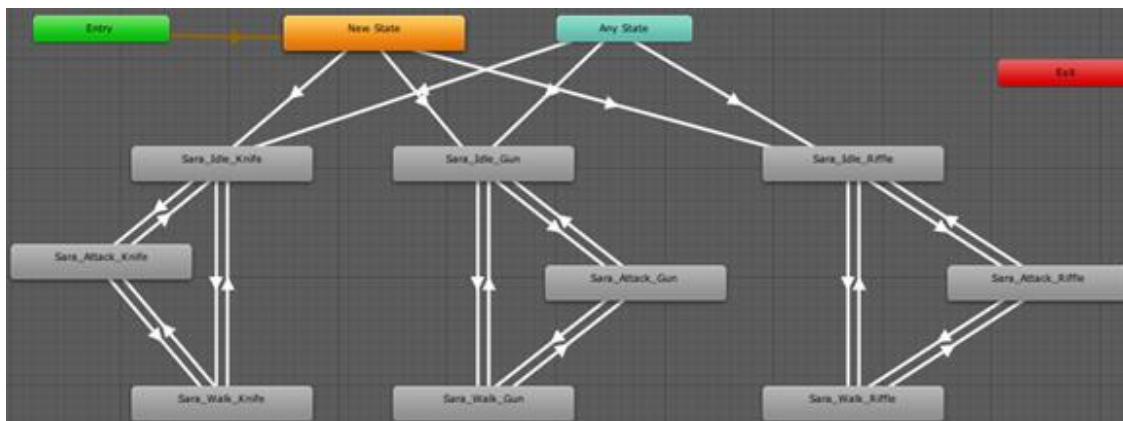 Entry
New State
Any State
Exit
Sara_Idle_Knife
Sara_Idle_Gun
Sara_Idle_Riffle
Sara_Attack_Knife
Sara_Attack_Gun
Sara_Attack_Riffle
Sara_Walk_Knife
Sara_Walk_Gun
Sara_Walk_Riffle